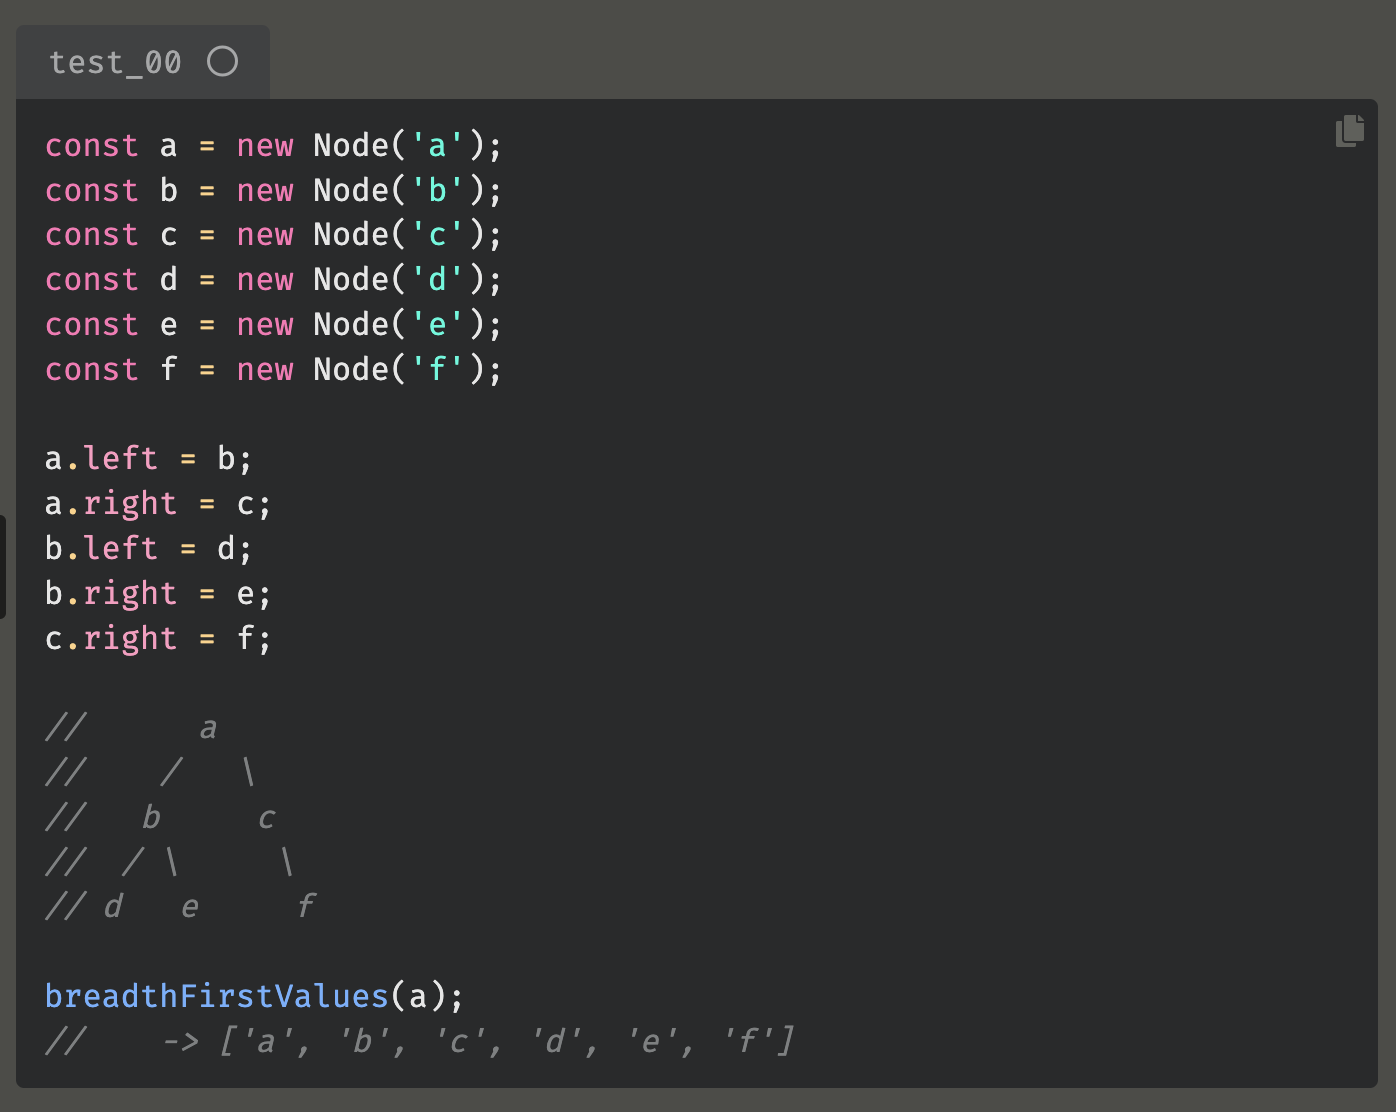 test_00
const a = new Node('a');
const b = new Node('b');
const c = new Node('c');
const d = new Node('d');
const e = new Node('e');
const f = new Node('f');

a.left = b;
a.right = c;
b.left = d;
b.right = e;
c.right = f;

//      a
//    /   \
//   b     c
//  / \     \
// d   e     f

breadthFirstValues(a);
//    -> ['a', 'b', 'c', 'd', 'e', 'f']